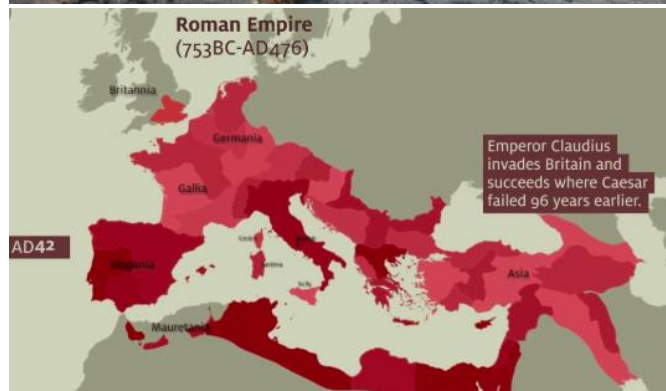 Roman Empire
(753BC-AD476)
Britannia
Germania
Emperor Claudius
invades Britain and
succeeds where Caesar
failed 96 years earlier.
Gallia
AD42
Hispania
Asia
Mauretania